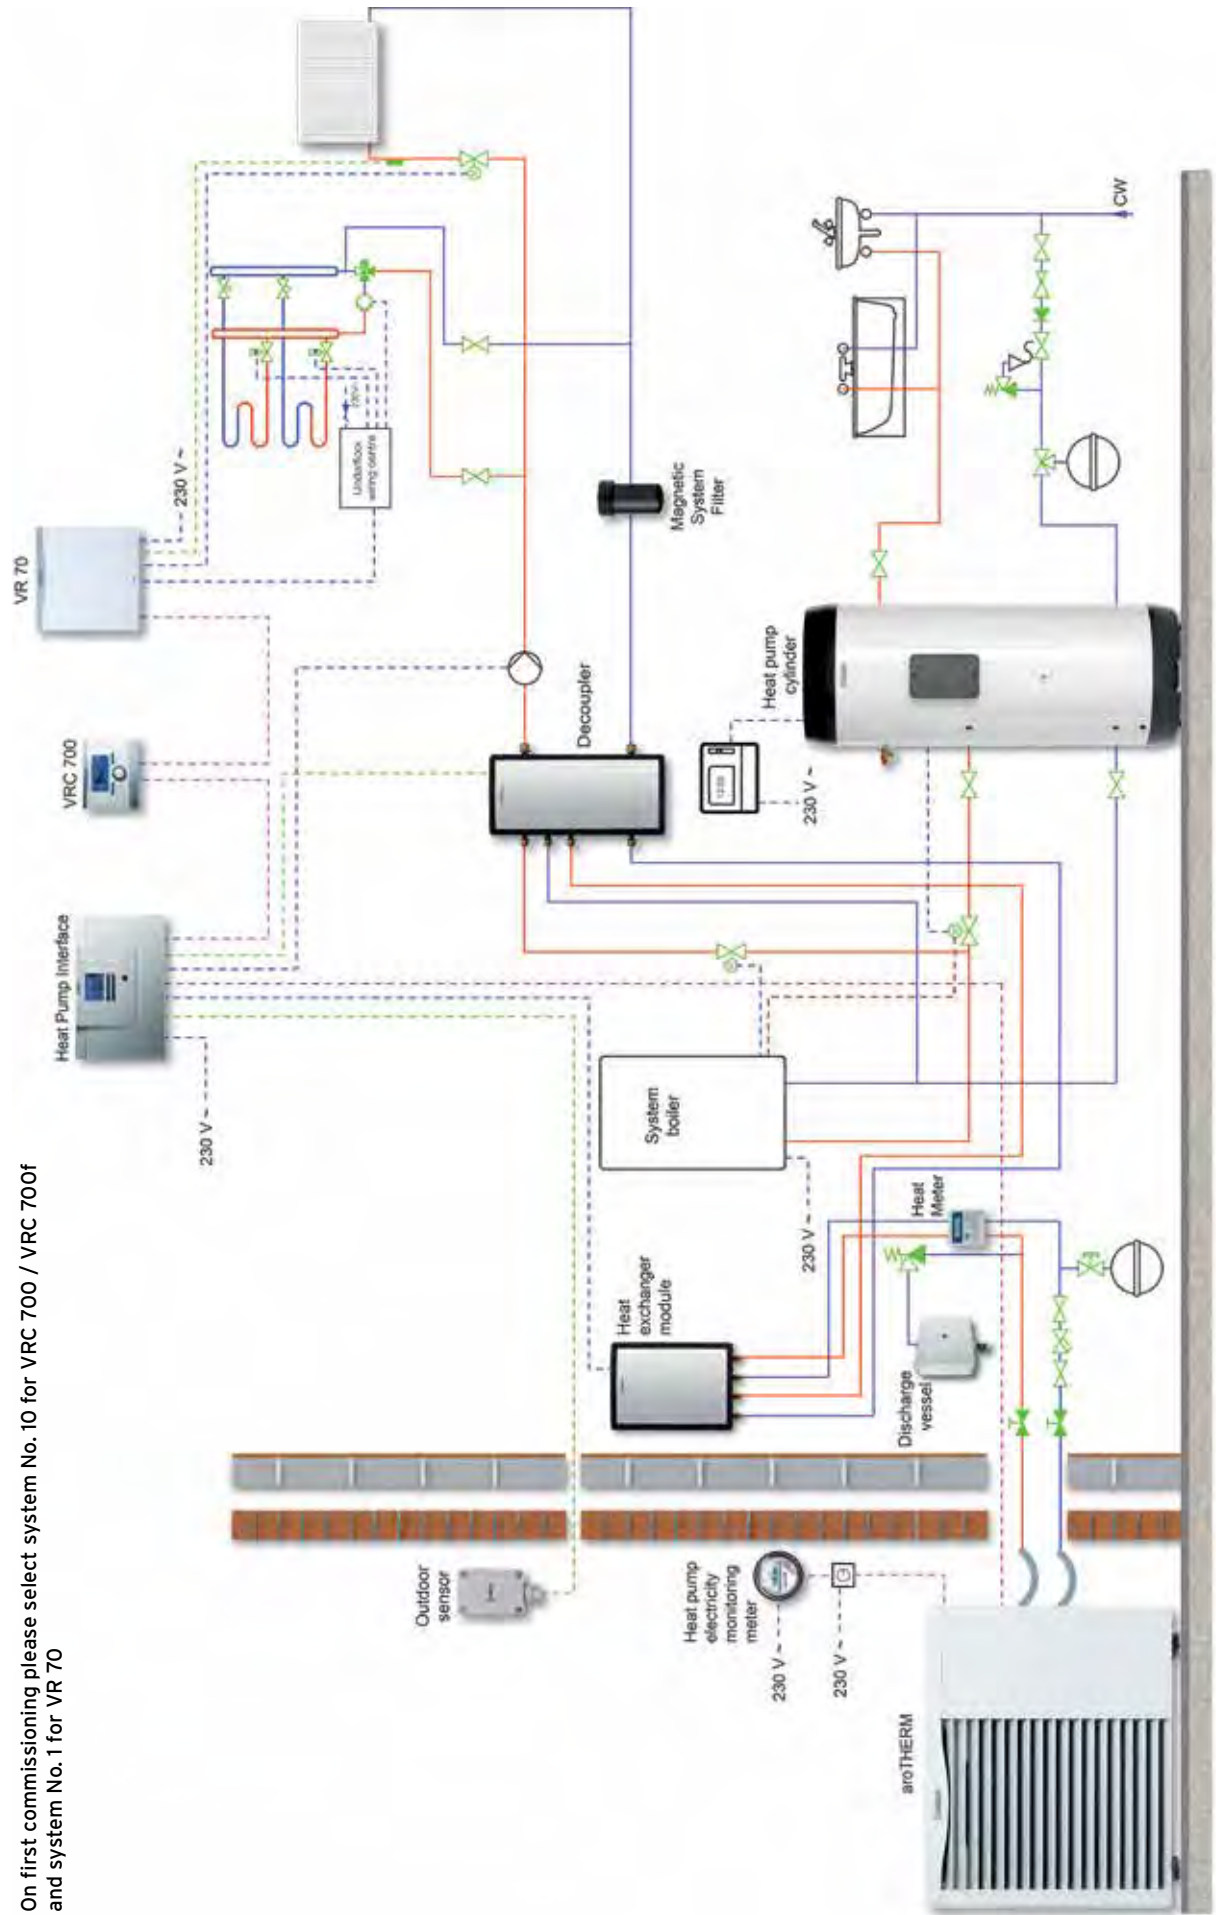 On first commissioning please select system No. 10 for VRC 700 / VRC 700f
and system No. 1 for VR 70
Heat Pump Interface
VRC 700
VR 70
230 V ~
230 V ~
Underfloor
wiring centre
230V~
Outdoor
sensor
Heat
exchanger
module
System
boiler
Decoupler
Magnetic
System
Filter
Heat pump
electricity
monitoring
meter
230 V ~
230 V ~
230 V ~
230 V ~
Heat pump
cylinder
aroTHERM
Discharge
vessel
Heat
Meter
CW